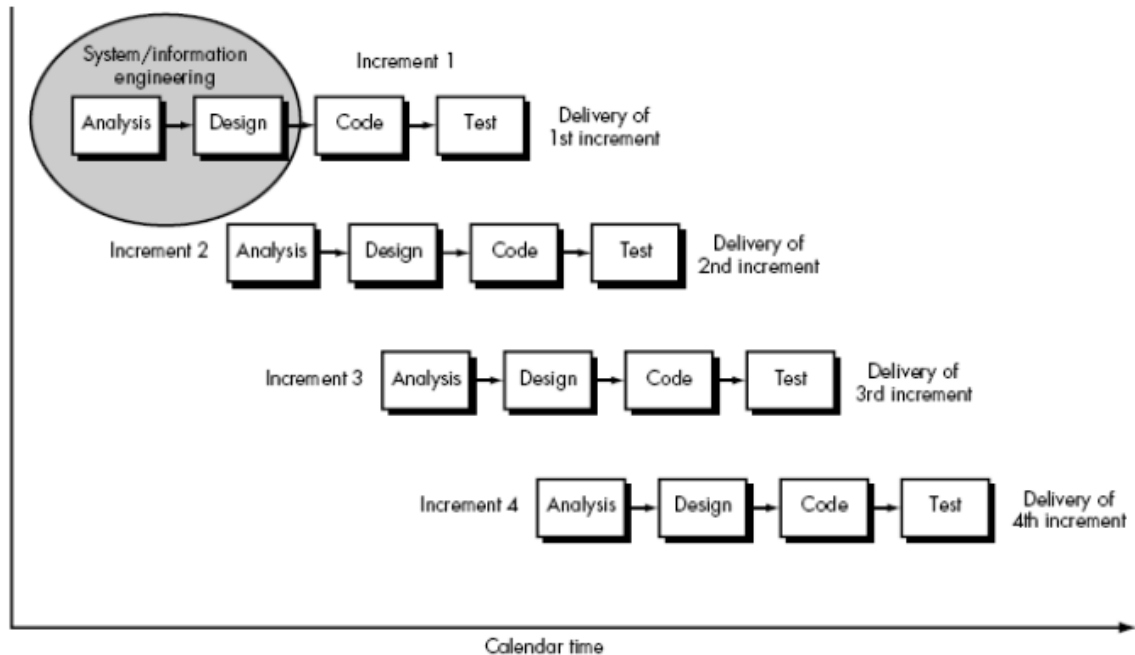 System/information
engineering
Increment 1
Analysis
Design
Code
Test
Delivery of
1st increment
Increment 2
Analysis
Design
Code
Test
Delivery of
2nd increment
Increment 3
Analysis
Design
Code
Test
Delivery of
3rd increment
Increment 4
Analysis
Design
Code
Test
Delivery of
4th increment
Calendar time